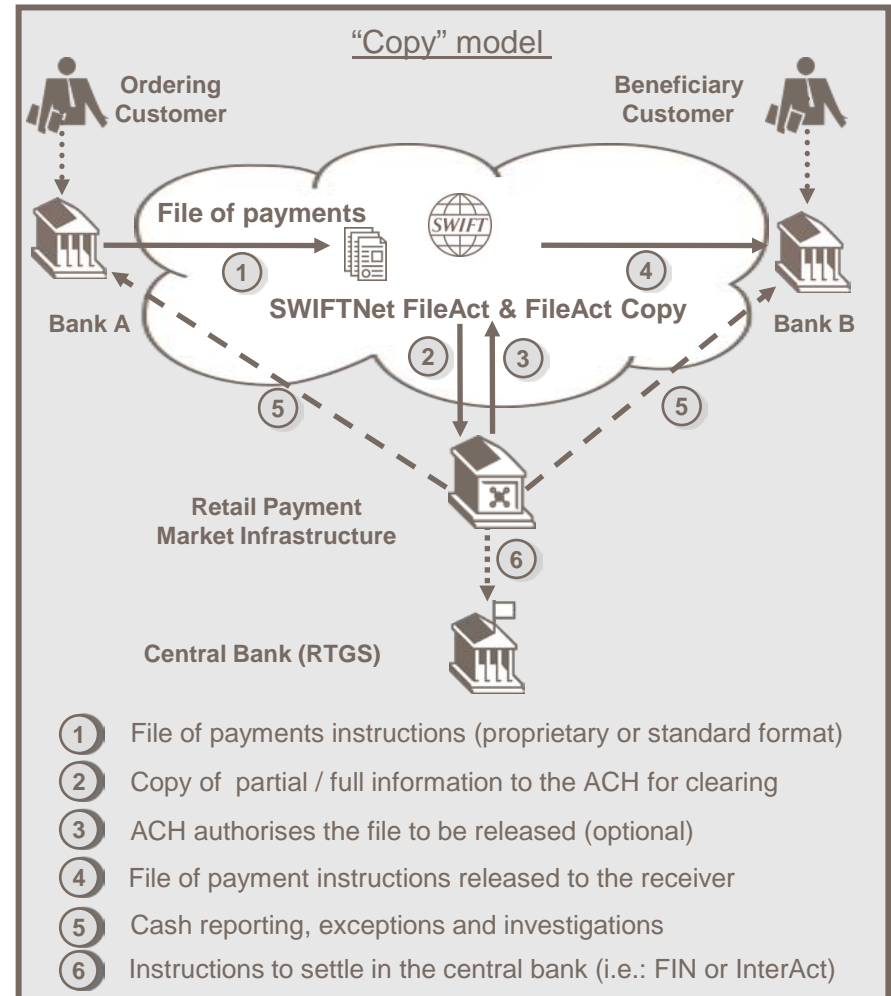 “Copy” model
Ordering
Customer
Beneficiary
Customer
File of payments
SWIFT
1
4
SWIFTNet FileAct & FileAct Copy
Bank A
Bank B
2
3
5
5
Retail Payment
Market Infrastructure
6
Central Bank (RTGS)
1 File of payments instructions (proprietary or standard format)
2 Copy of partial / full information to the ACH for clearing
3 ACH authorises the file to be released (optional)
4 File of payment instructions released to the receiver
5 Cash reporting, exceptions and investigations
6 Instructions to settle in the central bank (i.e.: FIN or InterAct)